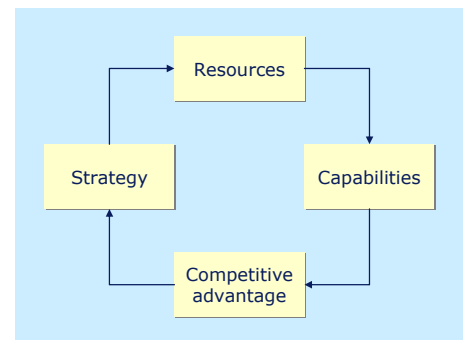 Resources
Strategy
Capabilities
Competitive
advantage